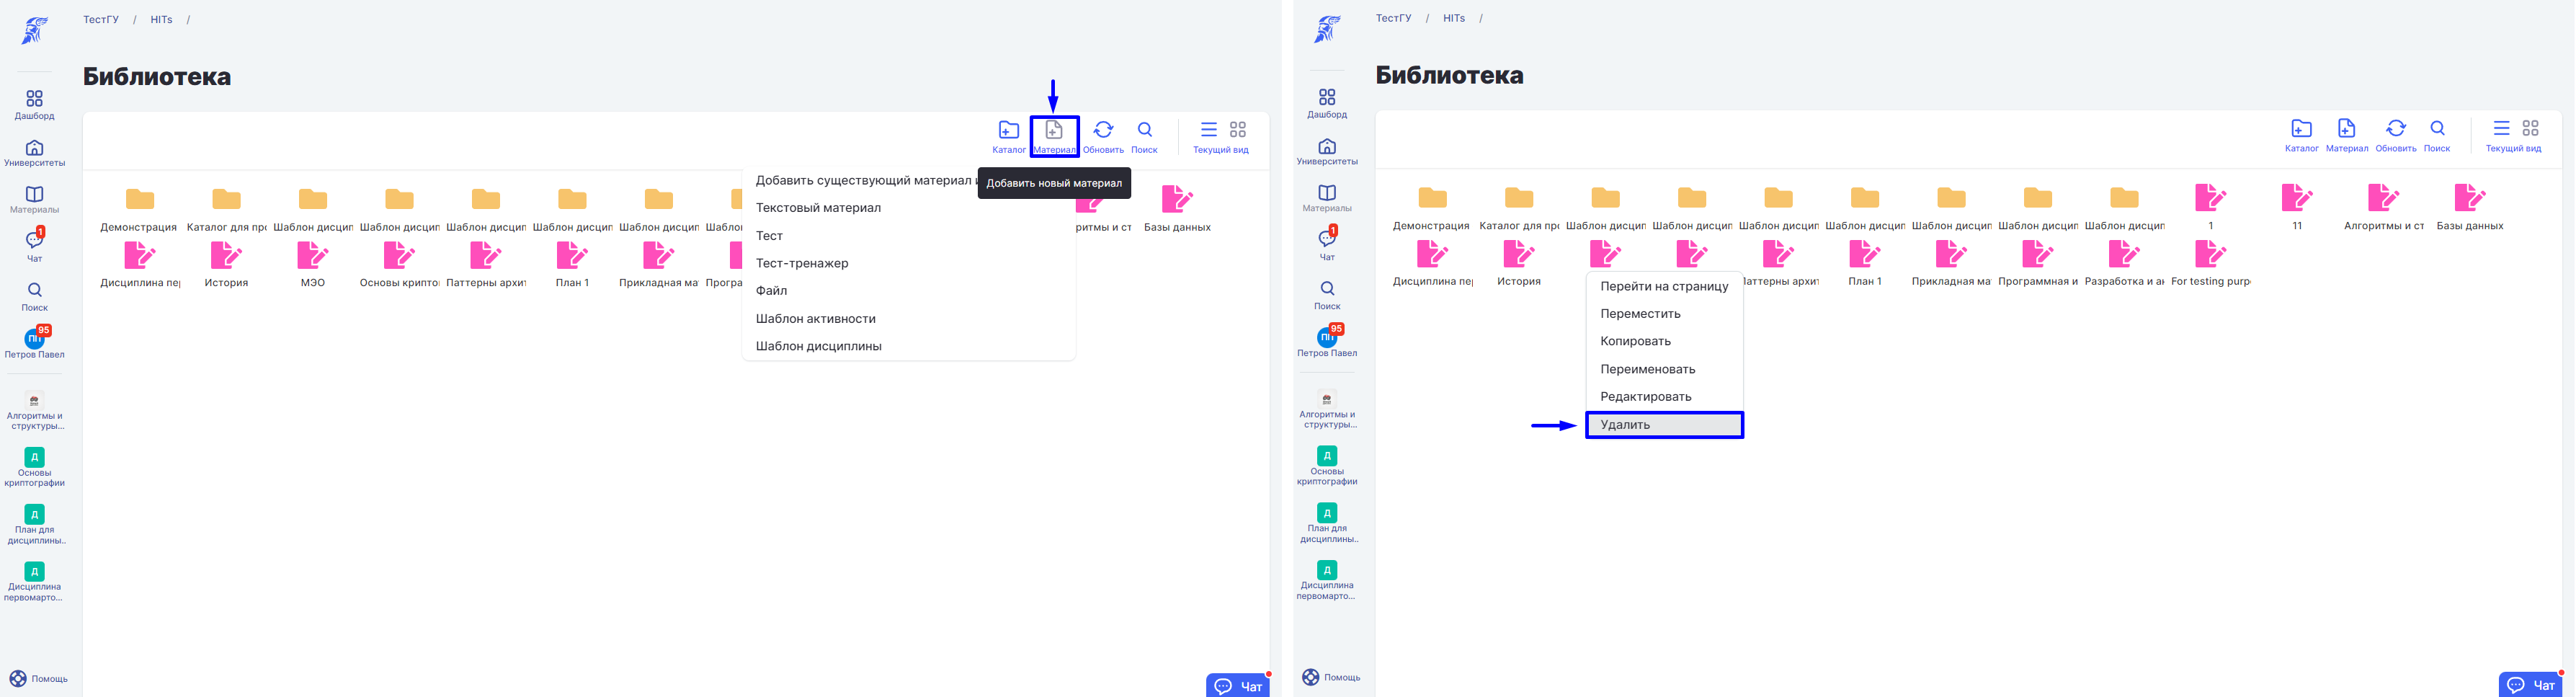 ТестГУ / HITs /
Библиотека
Дашборд
Университеты
Материалы
1
Чат
Поиск
95
ПП
Петров Павел
Алгоритмы и
структуры...
Д
Основы
криптографии
Д
План для
дисциплины..
Д
Дисциплина
первомарто...
Помощь
Каталог Материал Обновить Поиск Текущий вид
Добавить новый материал
Добавить существующий материал и
Текстовый материал
Тест
Тест-тренажер
Файл
Шаблон активности
Шаблон дисциплины
Демонстрация Каталог для про Шаблон дисцип Шаблон дисцип Шаблон дисцип Шаблон дисцип Шаблон дисцип Шабло ритмы и ст Базы данных
Дисциплина пер История МЭО Основы крипто Паттерны архит План 1 Прикладная ма Програ
Чат
ТестГУ / HITs /
Библиотека
Дашборд
Университеты
Материалы
1
Чат
Поиск
95
ПП
Петров Павел
Алгоритмы и
структуры...
Д
Основы
криптографии
Д
План для
дисциплины..
Д
Дисциплина
первомарто...
Помощь
Каталог Материал Обновить Поиск Текущий вид
Демонстрация Каталог для про Шаблон дисцип Шаблон дисцип Шаблон дисцип Шаблон дисцип Шаблон дисцип Шаблон дисцип Шаблон дисцип 1 11 Алгоритмы и ст Базы данных
Дисциплина пер История Паттерны архит План 1 Прикладная ма Программная и Разработка и ан For testing purp
Перейти на страницу
Переместить
Копировать
Переименовать
Редактировать
Удалить
Чат